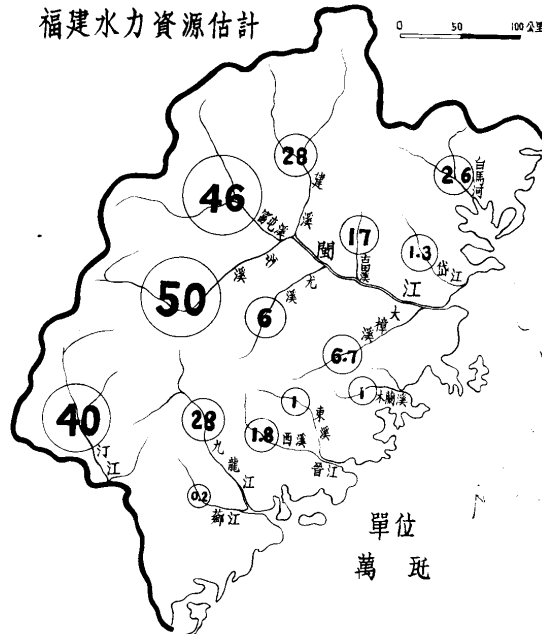 福建水力資源估計
0 50 100公里
28
建溪
46
富屯溪
2.6
白馬河
17
古田溪
1.3
岱江
閩江
50
沙溪
6
尤溪
6.7
大樟溪
1
木蘭溪
1
東溪
40
汀江
28
九龍江
1.8
西溪
晉江
0.2
薌江
單位
萬瓩